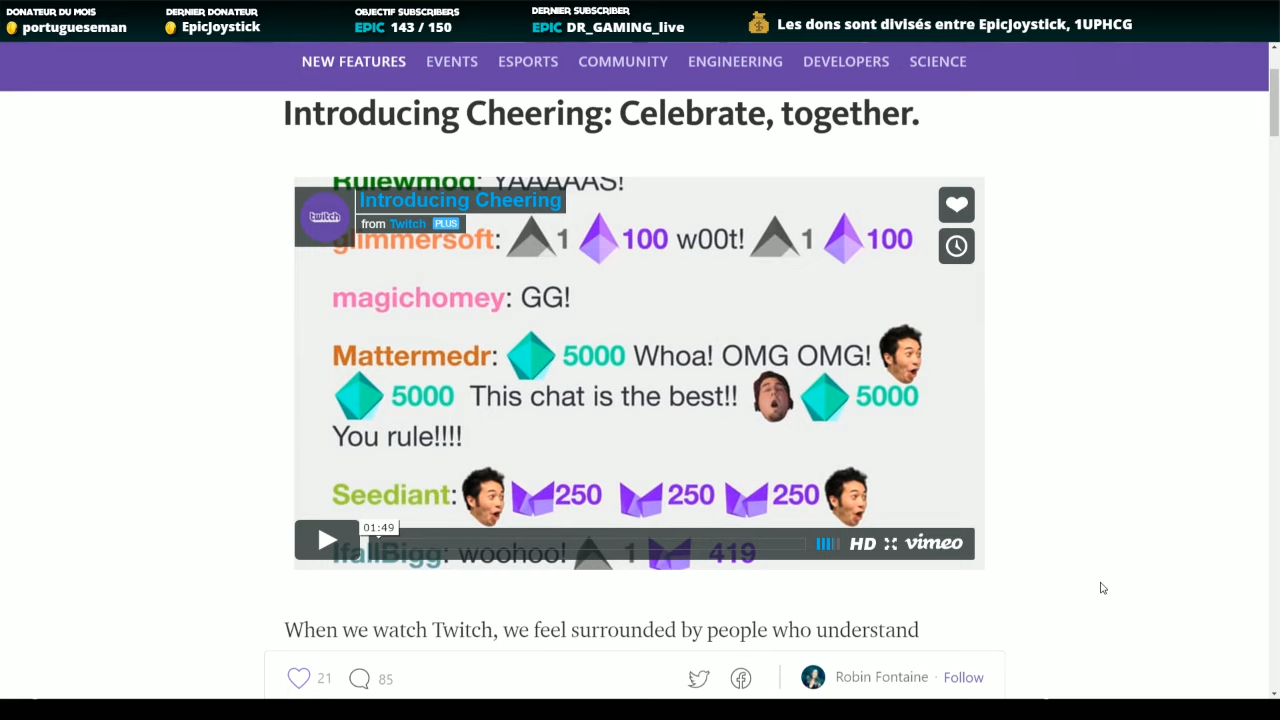 DONATEUR DU MOIS
portugueseman
DERNIER DONATEUR
EpicJoystick
OBJECTIF SUBSCRIBERS
EPIC 143 / 150
DERNIER SUBSCRIBER
EPIC DR_GAMING_live
Les dons sont divisés entre EpicJoystick, 1UPHCG
NEW FEATURES EVENTS ESPORTS COMMUNITY ENGINEERING DEVELOPERS SCIENCE
Introducing Cheering: Celebrate, together.
Rulewmod: YAAAAAS!
twitch
Introducing Cheering
from Twitch PLUS
glimmersoft: 1 100 w00t! 1 100
magichomey: GG!
Mattermedr: 5000 Whoa! OMG OMG!
5000 This chat is the best!! 5000
You rule!!!!
Seediant: 250 250 250
01:49
HD vimeo
IfallBigg: woohoo! 1 419
When we watch Twitch, we feel surrounded by people who understand
21 85 Robin Fontaine · Follow